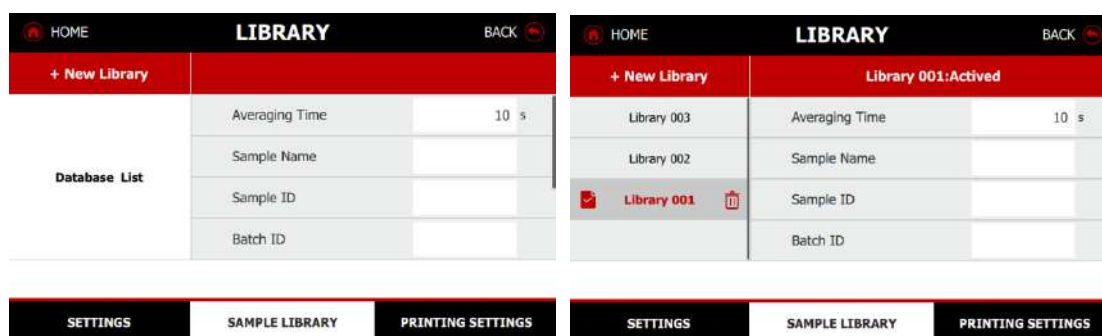 HOME LIBRARY BACK
+ New Library
Database List
Averaging Time 10 s
Sample Name
Sample ID
Batch ID
SETTINGS SAMPLE LIBRARY PRINTING SETTINGS
HOME LIBRARY BACK
+ New Library Library 001:Actived
Library 003 Averaging Time 10 s
Library 002 Sample Name
Library 001 Sample ID
Batch ID
SETTINGS SAMPLE LIBRARY PRINTING SETTINGS